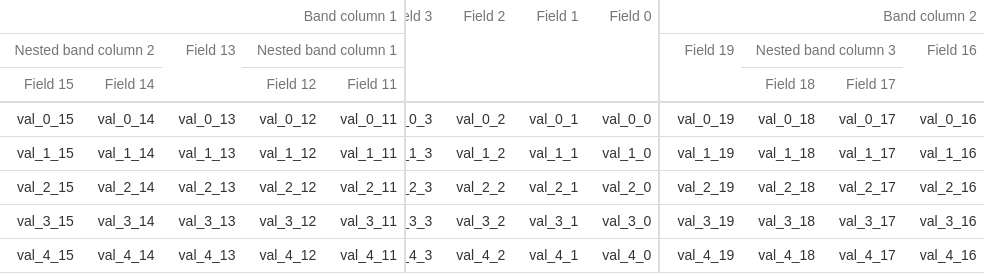 Band column 1 eld 3 Field 2 Field 1 Field 0 Band column 2
Nested band column 2 Field 13 Nested band column 1 Field 19 Nested band column 3 Field 16
Field 15 Field 14 Field 12 Field 11 Field 18 Field 17
val_0_15 val_0_14 val_0_13 val_0_12 val_0_11 _0_3 val_0_2 val_0_1 val_0_0 val_0_19 val_0_18 val_0_17 val_0_16
val_1_15 val_1_14 val_1_13 val_1_12 val_1_11 _1_3 val_1_2 val_1_1 val_1_0 val_1_19 val_1_18 val_1_17 val_1_16
val_2_15 val_2_14 val_2_13 val_2_12 val_2_11 _2_3 val_2_2 val_2_1 val_2_0 val_2_19 val_2_18 val_2_17 val_2_16
val_3_15 val_3_14 val_3_13 val_3_12 val_3_11 _3_3 val_3_2 val_3_1 val_3_0 val_3_19 val_3_18 val_3_17 val_3_16
val_4_15 val_4_14 val_4_13 val_4_12 val_4_11 _4_3 val_4_2 val_4_1 val_4_0 val_4_19 val_4_18 val_4_17 val_4_16